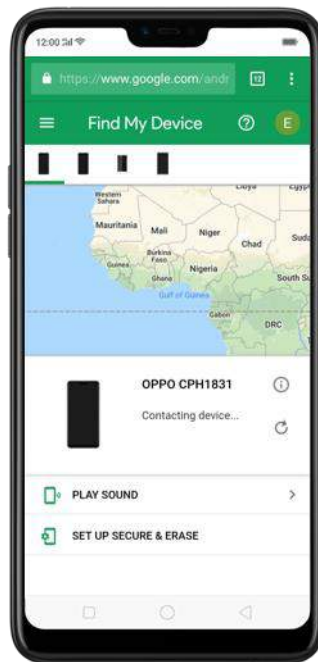 12:00
https://www.google.com/andr
12
Find My Device
E
Western
Sahara
Libya
Egypt
Mauritania
Mali
Niger
Chad
Burkina
Faso
Guinea
Ghana
Nigeria
South Su
Gulf of Guinea
Gabon
DRC
OPPO CPH1831
Contacting device...
PLAY SOUND
SET UP SECURE & ERASE